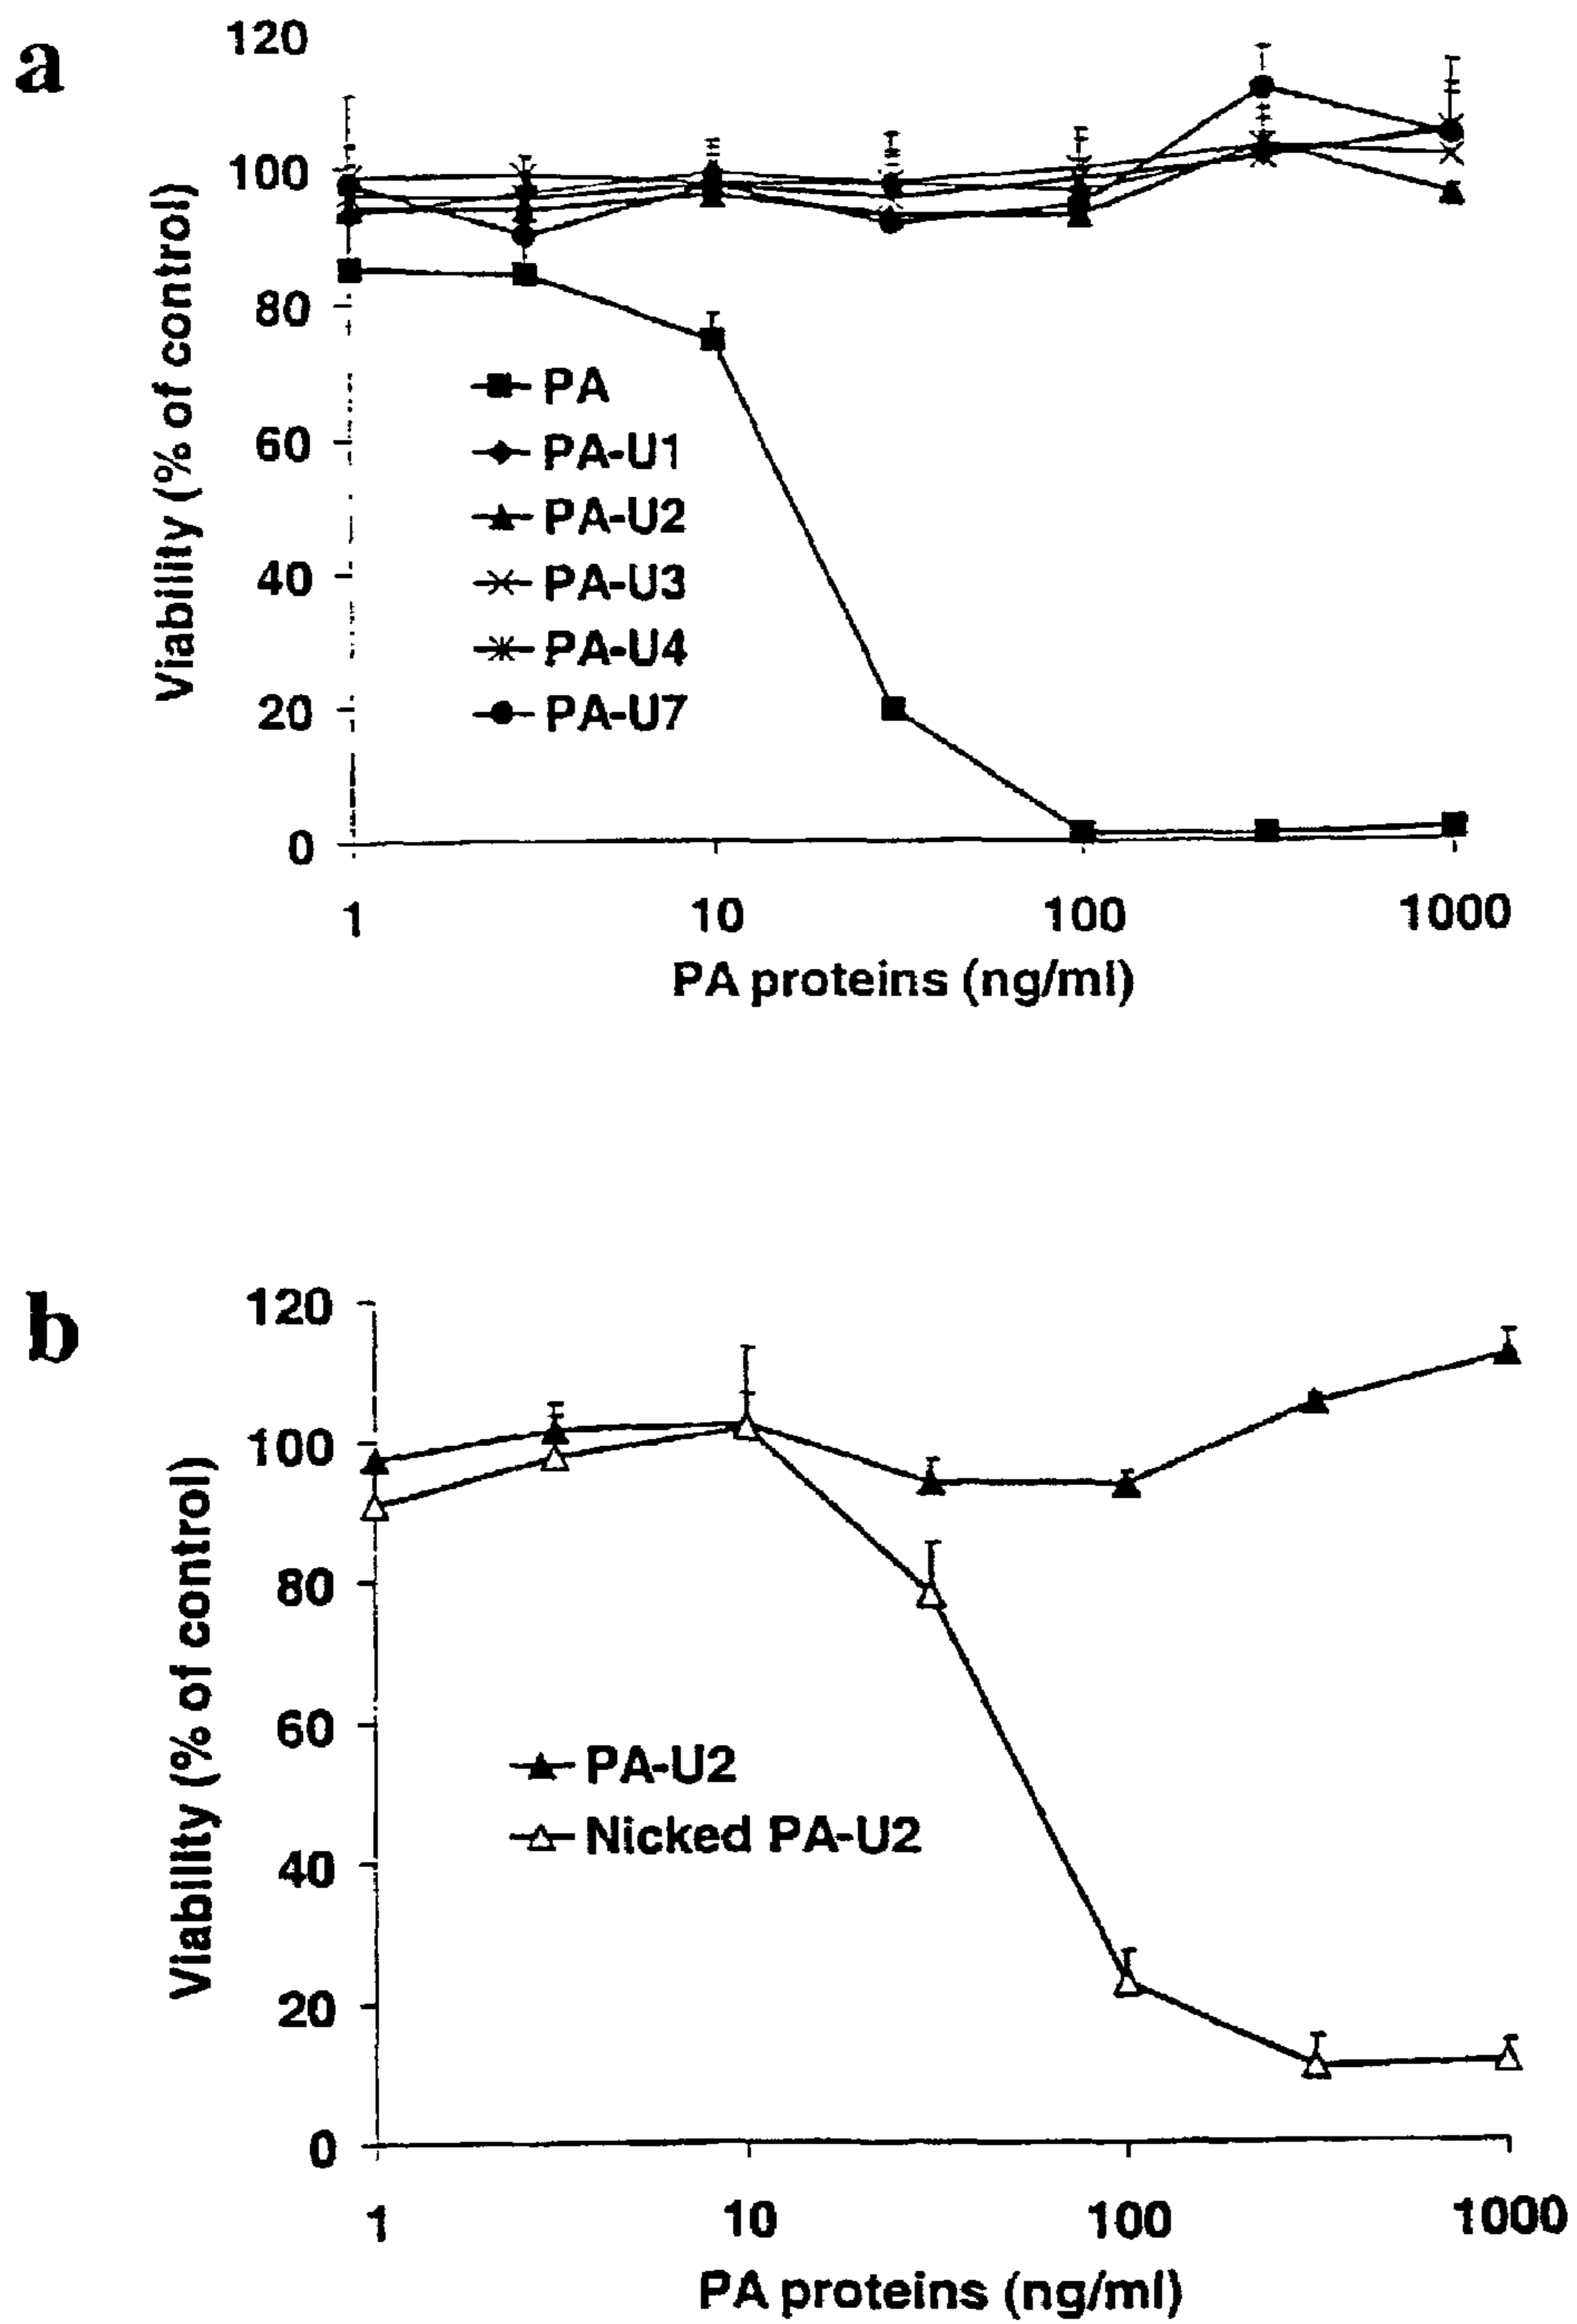 a
120
100
80
60
40
20
0
Viability (% of control)
PA
PA-U1
PA-U2
PA-U3
PA-U4
PA-U7
1 10 100 1000
PA proteins (ng/ml)
b
120
100
80
60
40
20
0
Viability (% of control)
PA-U2
Nicked PA-U2
1 10 100 1000
PA proteins (ng/ml)